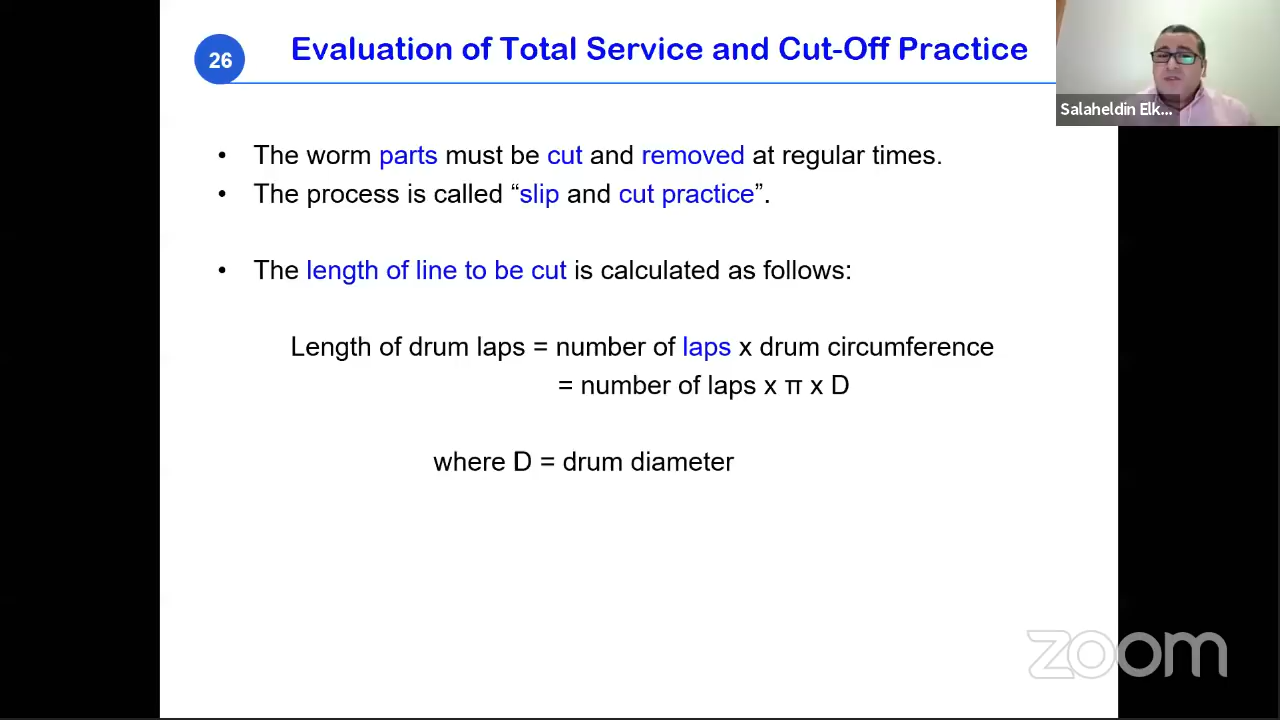 26
Evaluation of Total Service and Cut-Off Practice
Salaheldin Elk...
• The worm parts must be cut and removed at regular times.
• The process is called “slip and cut practice”.
• The length of line to be cut is calculated as follows:
Length of drum laps = number of laps x drum circumference
= number of laps x π x D
where D = drum diameter
zoom